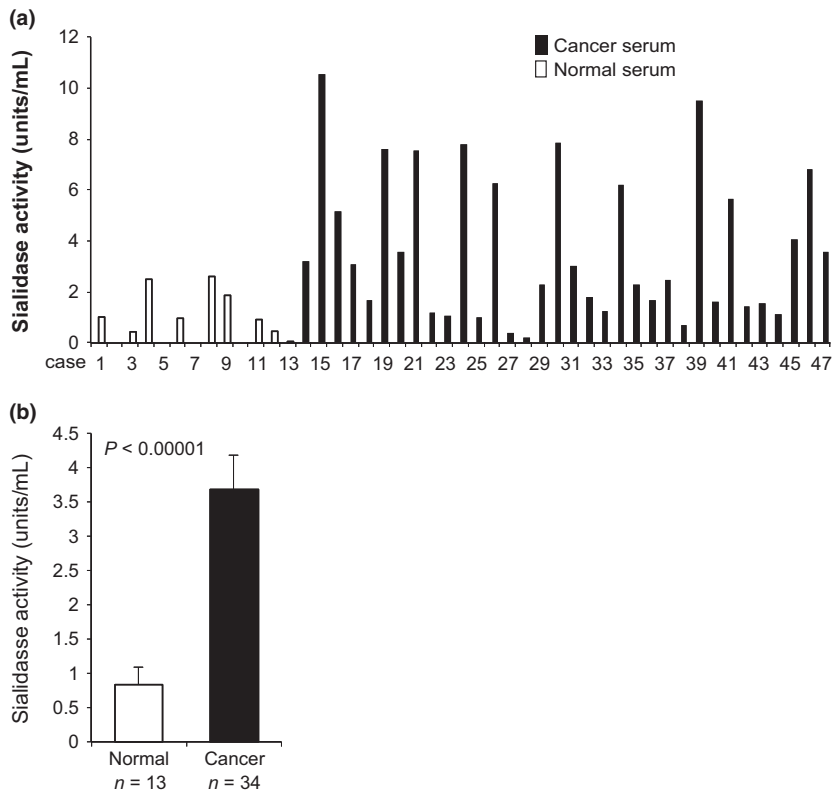 (a)
Sialidase activity (units/mL)
12
10
8
6
4
2
0
Cancer serum
Normal serum
case 1 3 5 7 9 11 13 15 17 19 21 23 25 27 29 31 33 35 37 39 41 43 45 47
(b)
Sialidasse activity (units/mL)
4.5
4
3.5
3
2.5
2
1.5
1
0.5
0
P < 0.00001
Normal Cancer
n = 13 n = 34